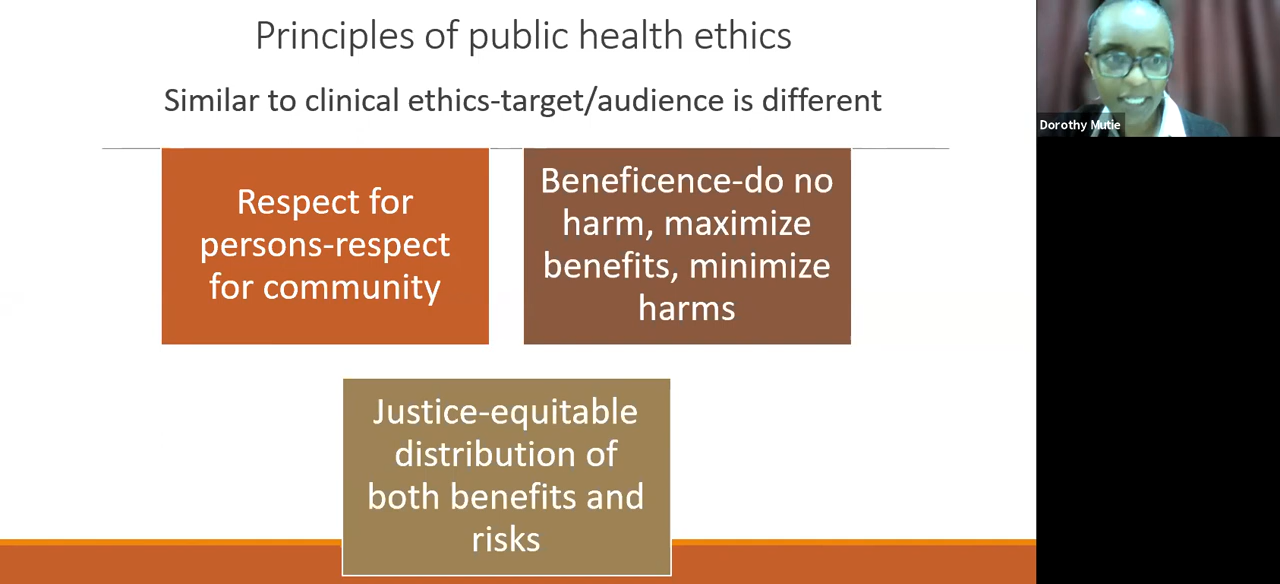 Principles of public health ethics
Similar to clinical ethics-target/audience is different
Dorothy Mutie
Respect for
persons-respect
for community
Beneficence-do no
harm, maximize
benefits, minimize
harms
Justice-equitable
distribution of
both benefits and
risks